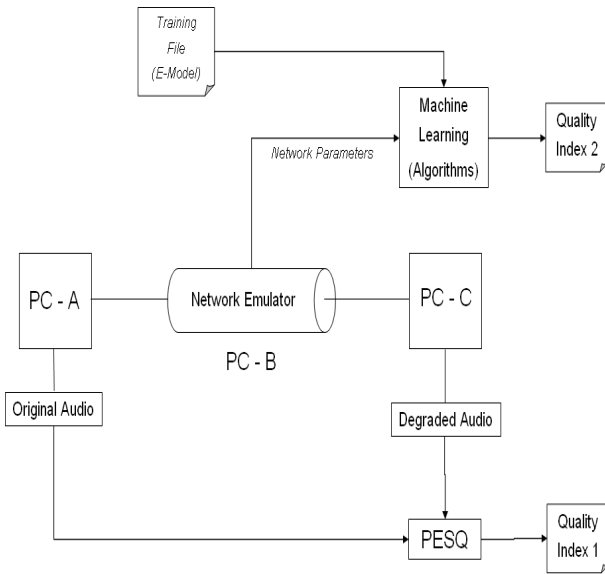 Training
File
(E-Model)
Machine
Learning
(Algorithms)
Quality
Index 2
Network Parameters
PC - A
Network Emulator
PC - C
PC - B
Original Audio
Degraded Audio
PESQ
Quality
Index 1